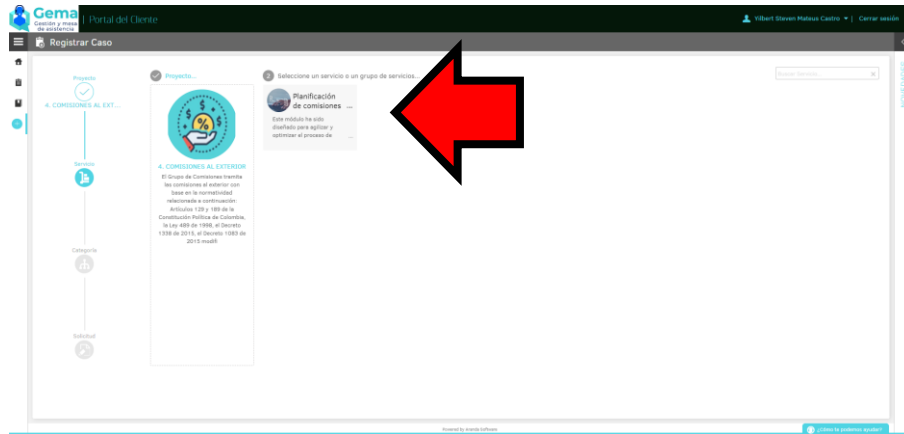 Gema
Gestión y mesa
de asistencia
Portal del Cliente
Yilbert Steven Mateus Castro
Cerrar sesión
Registrar Caso
Proyecto
4. COMISIONES AL EXT...
Servicio
Categoría
Solicitud
Proyecto...
4. COMISIONES AL EXTERIOR
El Grupo de Comisiones tramita
las comisiones al exterior con
base en la normatividad
relacionada a continuación:
Artículos 129 y 189 de la
Constitución Política de Colombia,
la Ley 489 de 1998, el Decreto
1338 de 2015, el Decreto 1083 de
2015 modifi
2 Seleccione un servicio o un grupo de servicios...
Planificación
de comisiones ...
Este módulo ha sido
diseñado para agilizar y
optimizar el proceso de ...
Buscar servicio...
NOVEDADES
Powered by Aranda Software
¿Cómo te podemos ayudar?